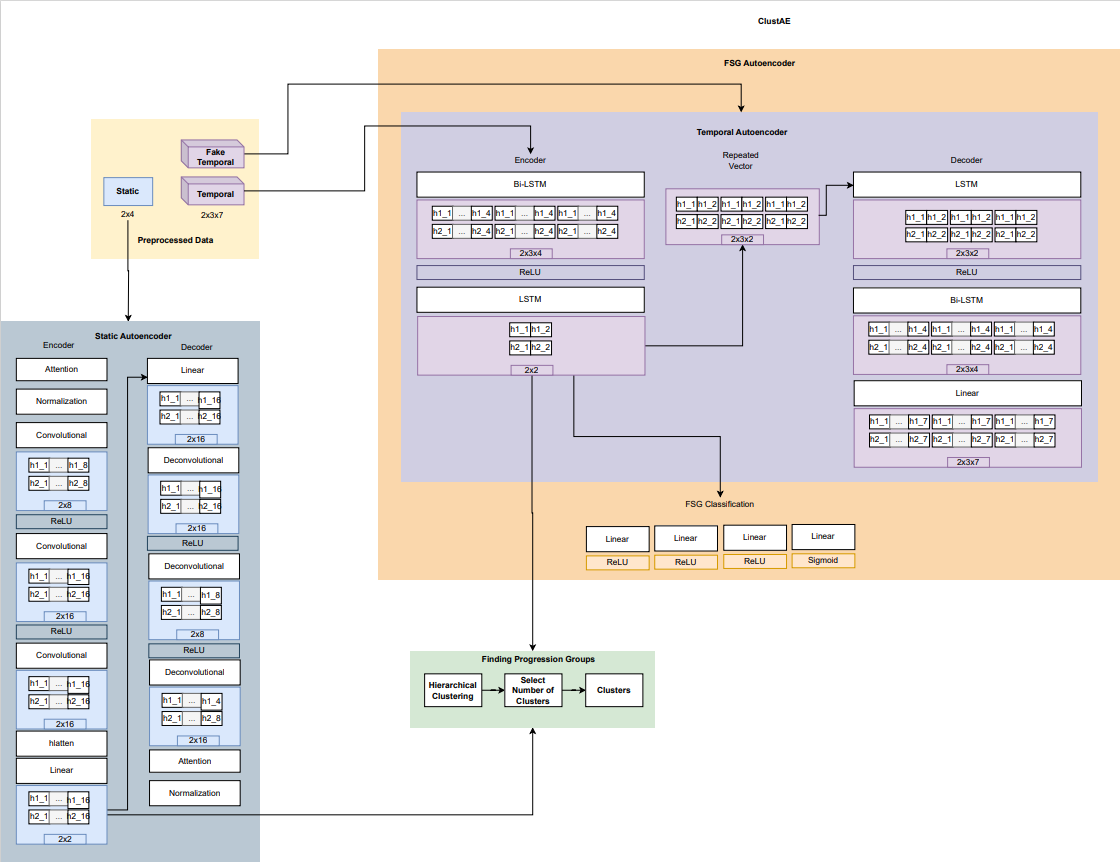 ClustAE
FSG Autoencoder
Temporal Autoencoder
Fake
Temporal
Static
Temporal
2x4
2x3x7
Preprocessed Data
Encoder
Bi-LSTM
h1_1 ... h1_4 h1_1 ... h1_4 h1_1 ... h1_4
h2_1 ... h2_4 h2_1 ... h2_4 h2_1 ... h2_4
2x3x4
ReLU
LSTM
h1_1 h1_2
h2_1 h2_2
2x2
Repeated
Vector
h1_1 h1_2 h1_1 h1_2 h1_1 h1_2
h2_1 h2_2 h2_1 h2_2 h2_1 h2_2
2x3x2
Decoder
LSTM
h1_1 h1_2 h1_1 h1_2 h1_1 h1_2
h2_1 h2_2 h2_1 h2_2 h2_1 h2_2
2x3x2
ReLU
Bi-LSTM
h1_1 ... h1_4 h1_1 ... h1_4 h1_1 ... h1_4
h2_1 ... h2_4 h2_1 ... h2_4 h2_1 ... h2_4
2x3x4
Linear
h1_1 ... h1_7 h1_1 ... h1_7 h1_1 ... h1_7
h2_1 ... h2_7 h2_1 ... h2_7 h2_1 ... h2_7
2x3x7
FSG Classification
Linear Linear Linear Linear
ReLU ReLU ReLU Sigmoid
Static Autoencoder
Encoder
Attention
Normalization
Convolutional
h1_1 ... h1_8
h2_1 ... h2_8
2x8
ReLU
Convolutional
h1_1 ... h1_16
h2_1 ... h2_16
2x16
ReLU
Convolutional
h1_1 ... h1_16
h2_1 ... h2_16
2x16
hlatten
Linear
h1_1 ... h1_16
h2_1 ... h2_16
2x2
Decoder
Linear
h1_1 ... h1_16
h2_1 ... h2_16
2x16
Deconvolutional
h1_1 ... h1_16
h2_1 ... h2_16
2x16
ReLU
Deconvolutional
h1_1 ... h1_8
h2_1 ... h2_8
2x8
ReLU
Deconvolutional
h1_1 ... h1_4
h2_1 ... h2_8
2x16
Attention
Normalization
Finding Progression Groups
Hierarchical
Clustering
Select
Number of
Clusters
Clusters